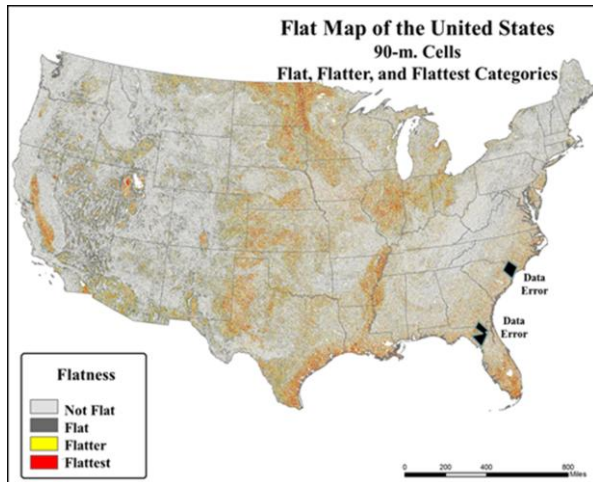 Flat Map of the United States
90-m. Cells
Flat, Flatter, and Flattest Categories
Data
Error
Data
Error
Flatness
Not Flat
Flat
Flatter
Flattest
0 200 400 800
Miles